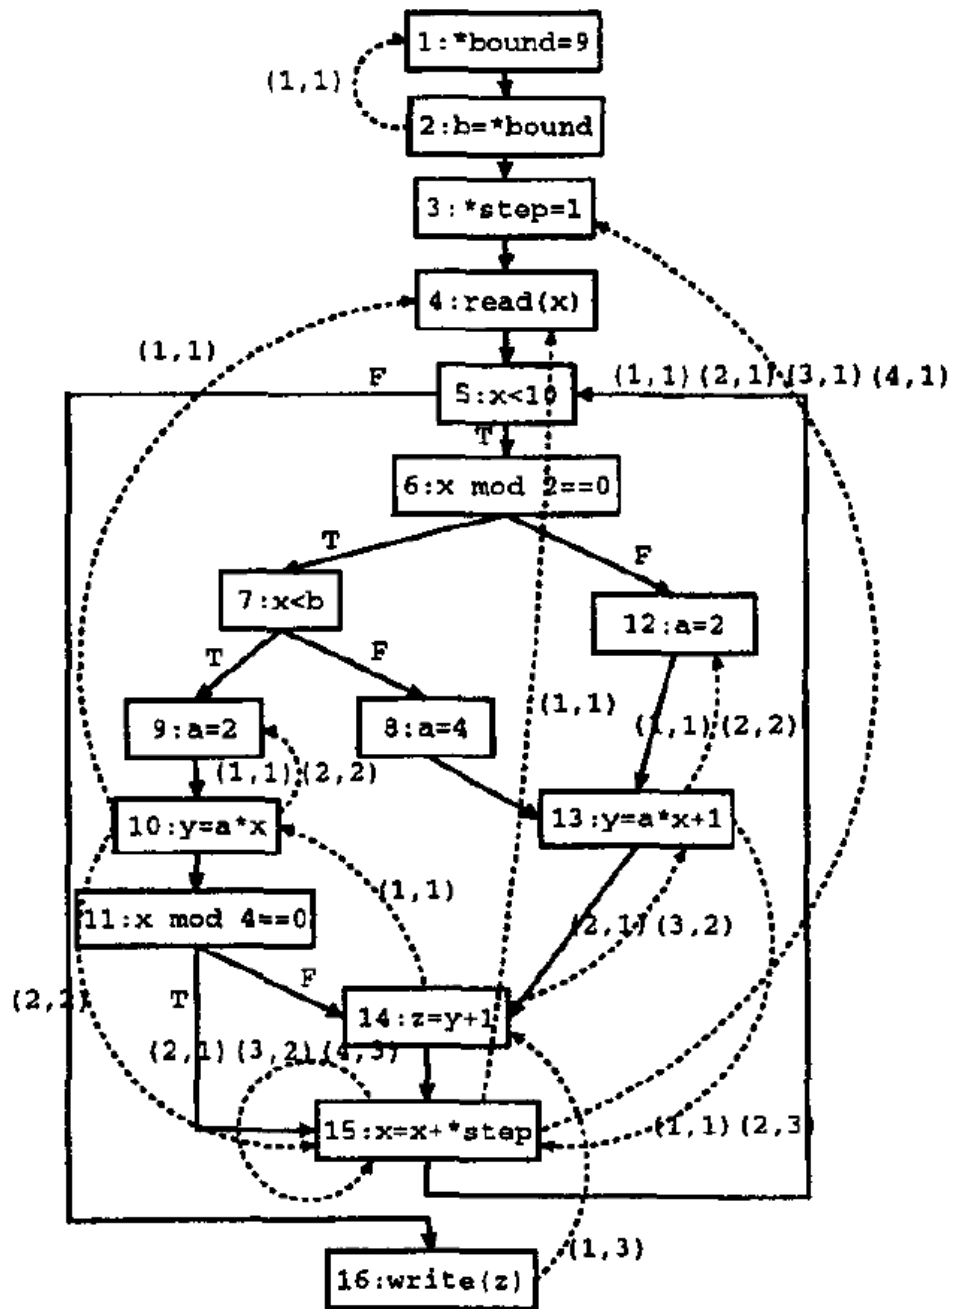 1:*bound=9
(1,1)
2:b=*bound
3:*step=1
4:read(x)
(1,1)
F
5:x<10
(1,1)(2,1)(3,1)(4,1)
T
6:x mod 2==0
T
F
7:x<b
12:a=2
T
F
(1,1)
9:a=2
8:a=4
(1,1)(2,2)
(1,1)(2,2)
10:y=a*x
13:y=a*x+1
(1,1)
11:x mod 4==0
(2,1)(3,2)
(2,2)
T
F
14:z=y+1
(2,1)(3,2)(4,3)
15:x=x+*step
(1,1)(2,3)
(1,3)
16:write(z)